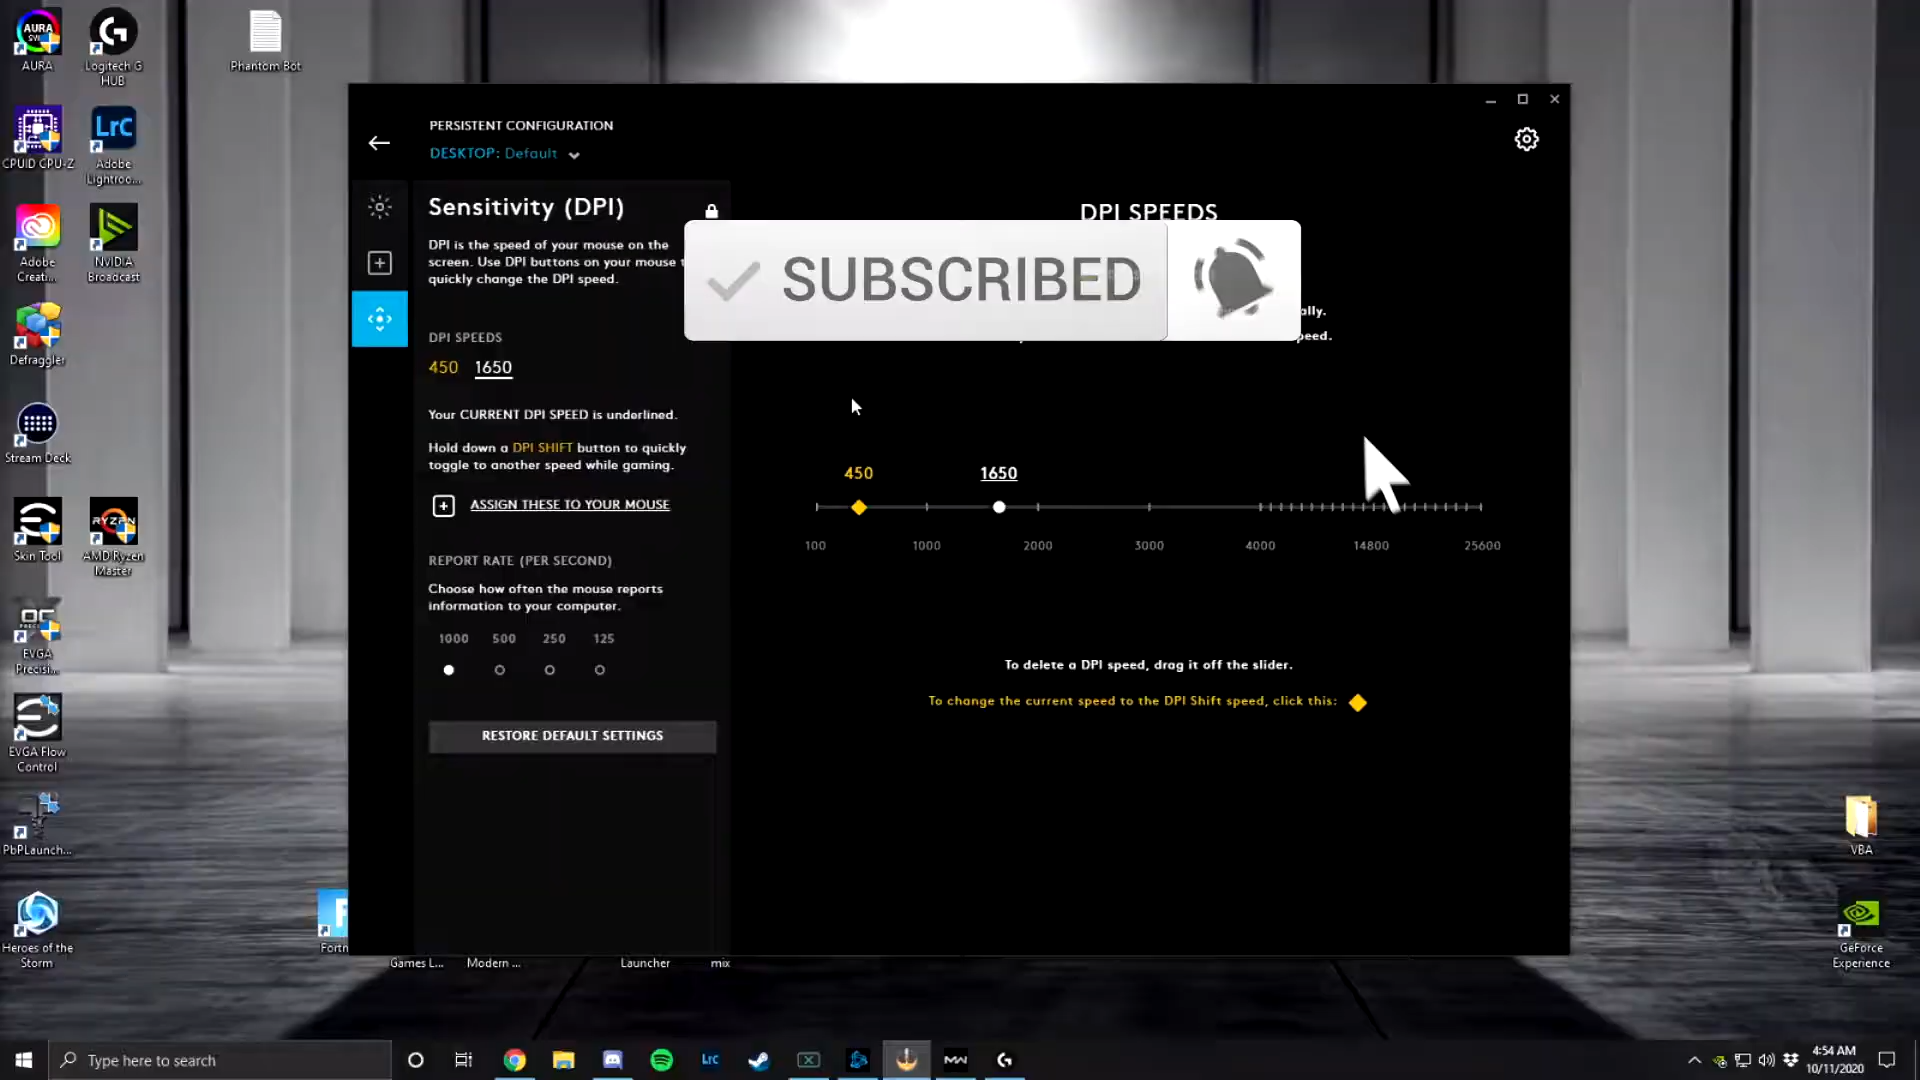 AURA
Logitech G
HUB
Phantom Bot
CPUID CPU-Z
Lrc
Adobe
Lightroo...
Adobe
Creati...
NVIDIA
Broadcast
Defraggler
Stream Deck
Skin Tool
RYZEN
AMD Ryzen
Master
EVGA
Precisi...
EVGA Flow
Control
PbPLaunch...
Heroes of the
Storm
Fortn
Games L...
Modern ...
Launcher
mix
VBA
GeForce
Experience
PERSISTENT CONFIGURATION
DESKTOP: Default
Sensitivity (DPI)
DPI is the speed of your mouse on the
screen. Use DPI buttons on your mouse t
quickly change the DPI speed.
DPI SPEEDS
450 1650
Your CURRENT DPI SPEED is underlined.
Hold down a DPI SHIFT button to quickly
toggle to another speed while gaming.
ASSIGN THESE TO YOUR MOUSE
REPORT RATE (PER SECOND)
Choose how often the mouse reports
information to your computer.
1000 500 250 125
RESTORE DEFAULT SETTINGS
DPI SPEEDS
SUBSCRIBED
ally.
peed.
450 1650
100 1000 2000 3000 4000 14800 25600
To delete a DPI speed, drag it off the slider.
To change the current speed to the DPI Shift speed, click this:
Type here to search
Lrc
MW
4:54 AM
10/11/2020